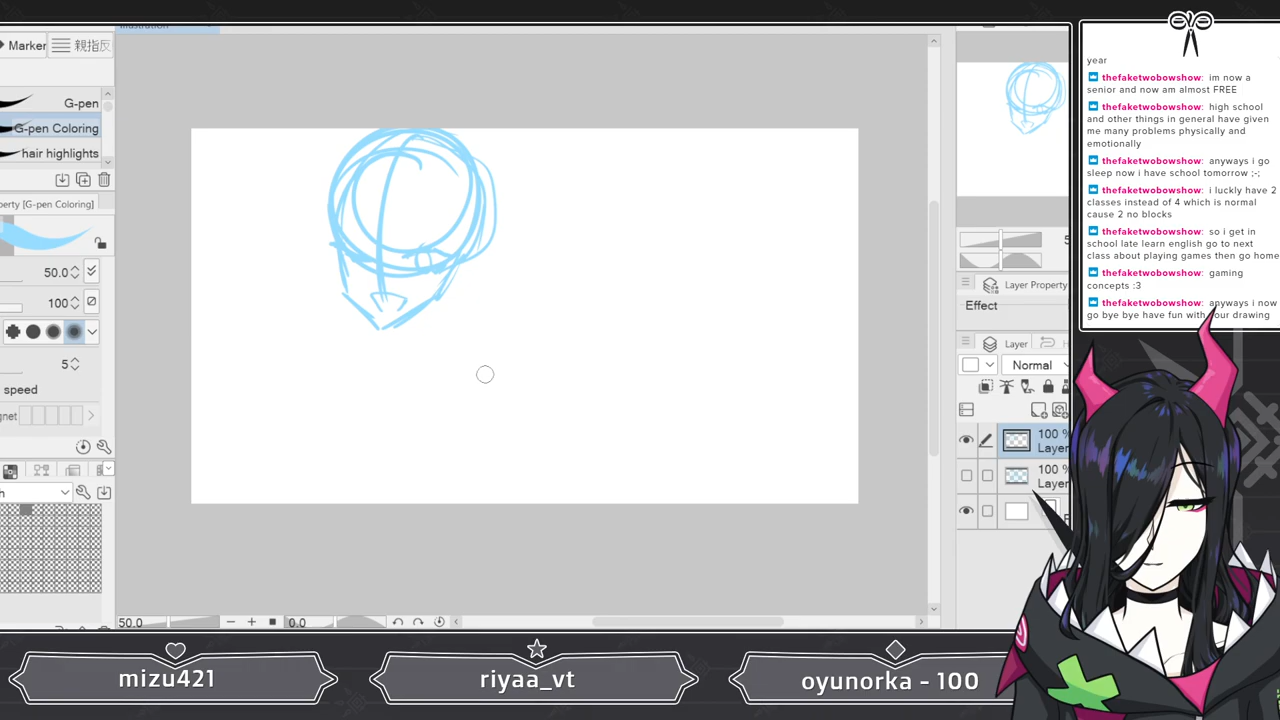 Illustration
Marker
親指反
G-pen
G-pen Coloring
hair highlights
perty [G-pen Coloring]
50.0
100
5
speed
gnet
h
50.0
0.0
5
Layer Property
Effect
Layer
H
Normal
100 %
Layer
100 %
Layer
year
thefaketwobowshow: im now a
senior and now am almost FREE
thefaketwobowshow: high school
and other things in general have given
me many problems physically and
emotionally
thefaketwobowshow: anyways i go
sleep now i have school tomorrow ;-;
thefaketwobowshow: i luckly have 2
classes instead of 4 which is normal
cause 2 no blocks
thefaketwobowshow: so i get in
school late learn english go to next
class about playing games then go home
thefaketwobowshow: gaming
concepts :3
thefaketwobowshow: anyways i now
go bye bye have fun with your drawing
mizu421
riyaa_vt
oyunorka - 100